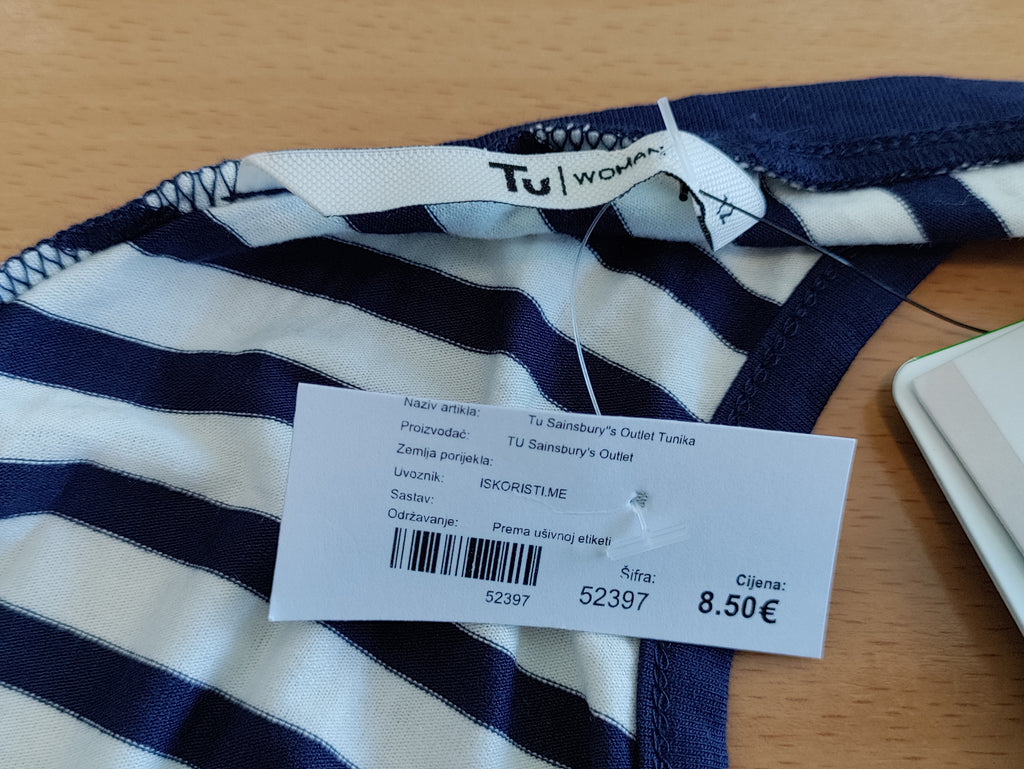 Tu | WOMAN
12
Naziv artikla: Tu Sainsbury"s Outlet Tunika
Proizvođač: TU Sainsbury's Outlet
Zemlja porijekla:
Uvoznik: ISKORISTI.ME
Sastav:
Održavanje: Prema ušivnoj etiketi
52397
Šifra:
52397
Cijena:
8.50€